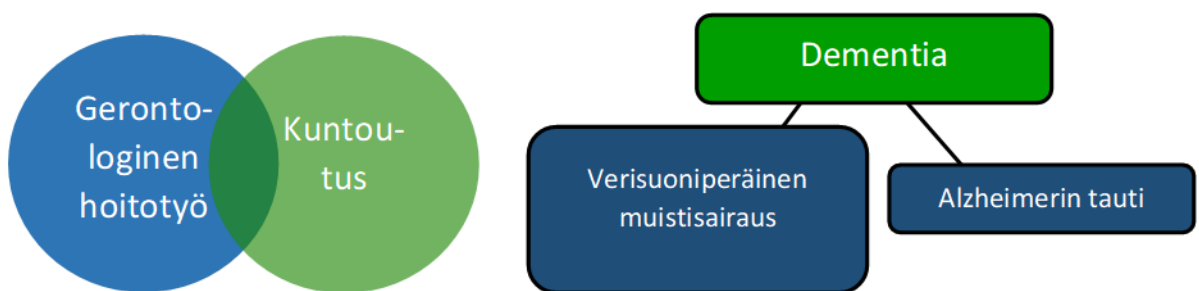 Geronto-
loginen
hoitotyö
Kuntou-
tus
Dementia
Verisuoniperäinen
muistisairaus
Alzheimerin tauti